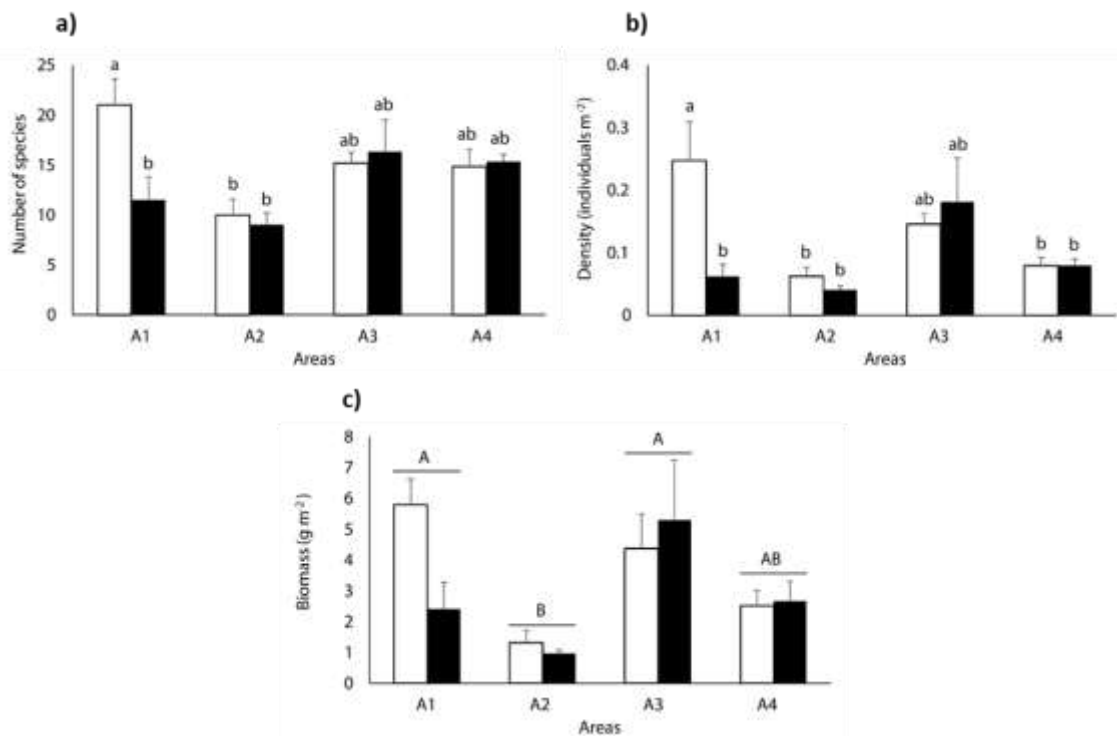 a)
Number of species
25
20
15
10
5
0
a
b
b
b
ab
ab
ab
ab
A1 A2 A3 A4
Areas
b)
Density (individuals m⁻²)
0.4
0.3
0.2
0.1
0
a
b
b
b
ab
ab
b
b
A1 A2 A3 A4
Areas
c)
Biomass (g m⁻²)
8
7
6
5
4
3
2
1
0
A
B
A
AB
A1 A2 A3 A4
Areas